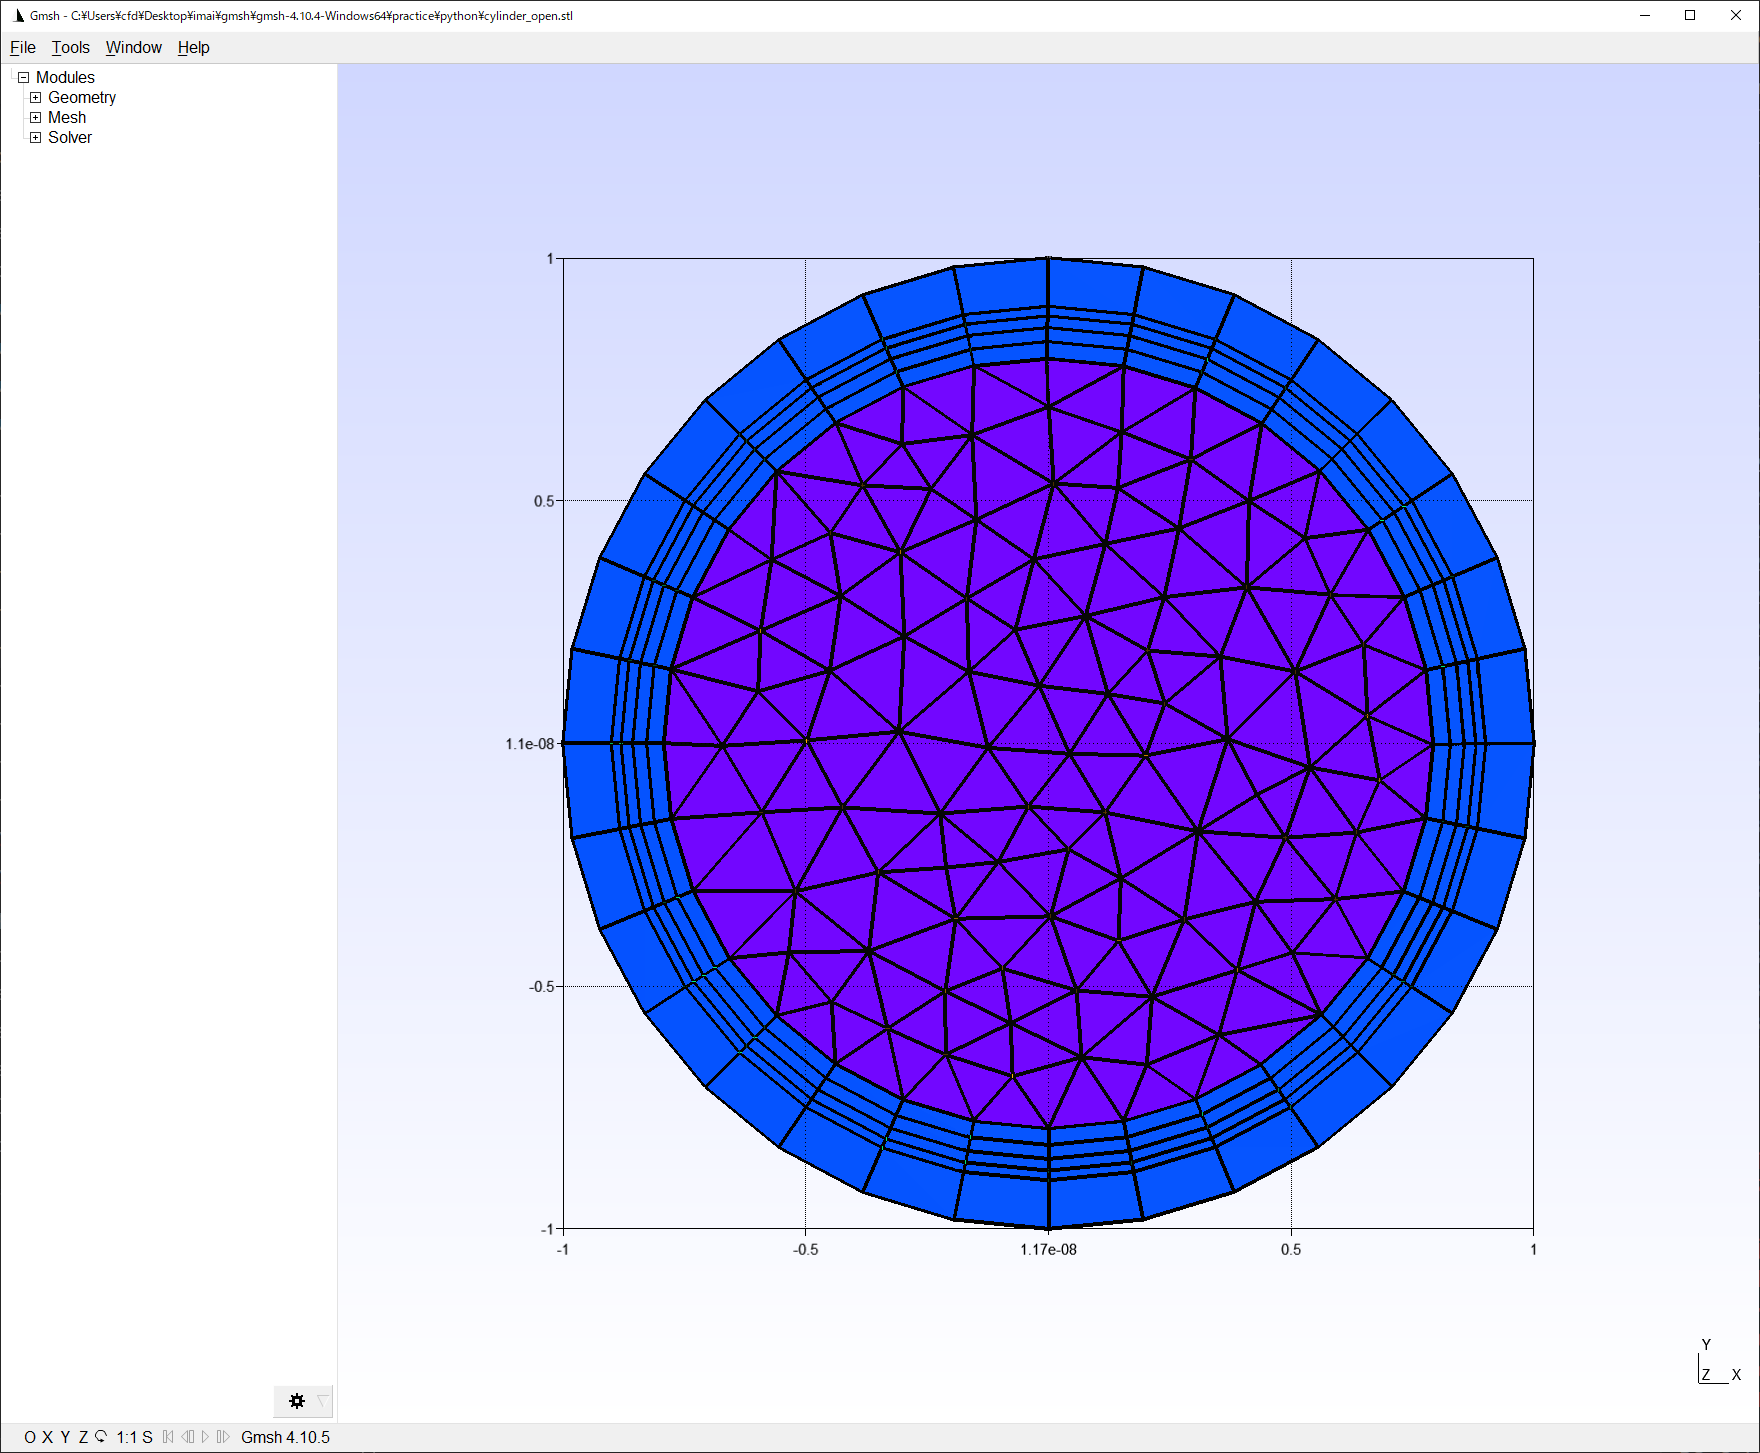 Gmsh - C:¥Users¥cfd¥Desktop¥imai¥gmsh¥gmsh-4.10.4-Windows64¥practice¥python¥cylinder_open.stl
File Tools Window Help
Modules
Geometry
Mesh
Solver
1
0.5
1.1e-08
-0.5
-1
-1 -0.5 1.17e-08 0.5 1
Y
Z X
O X Y Z 1:1 S Gmsh 4.10.5